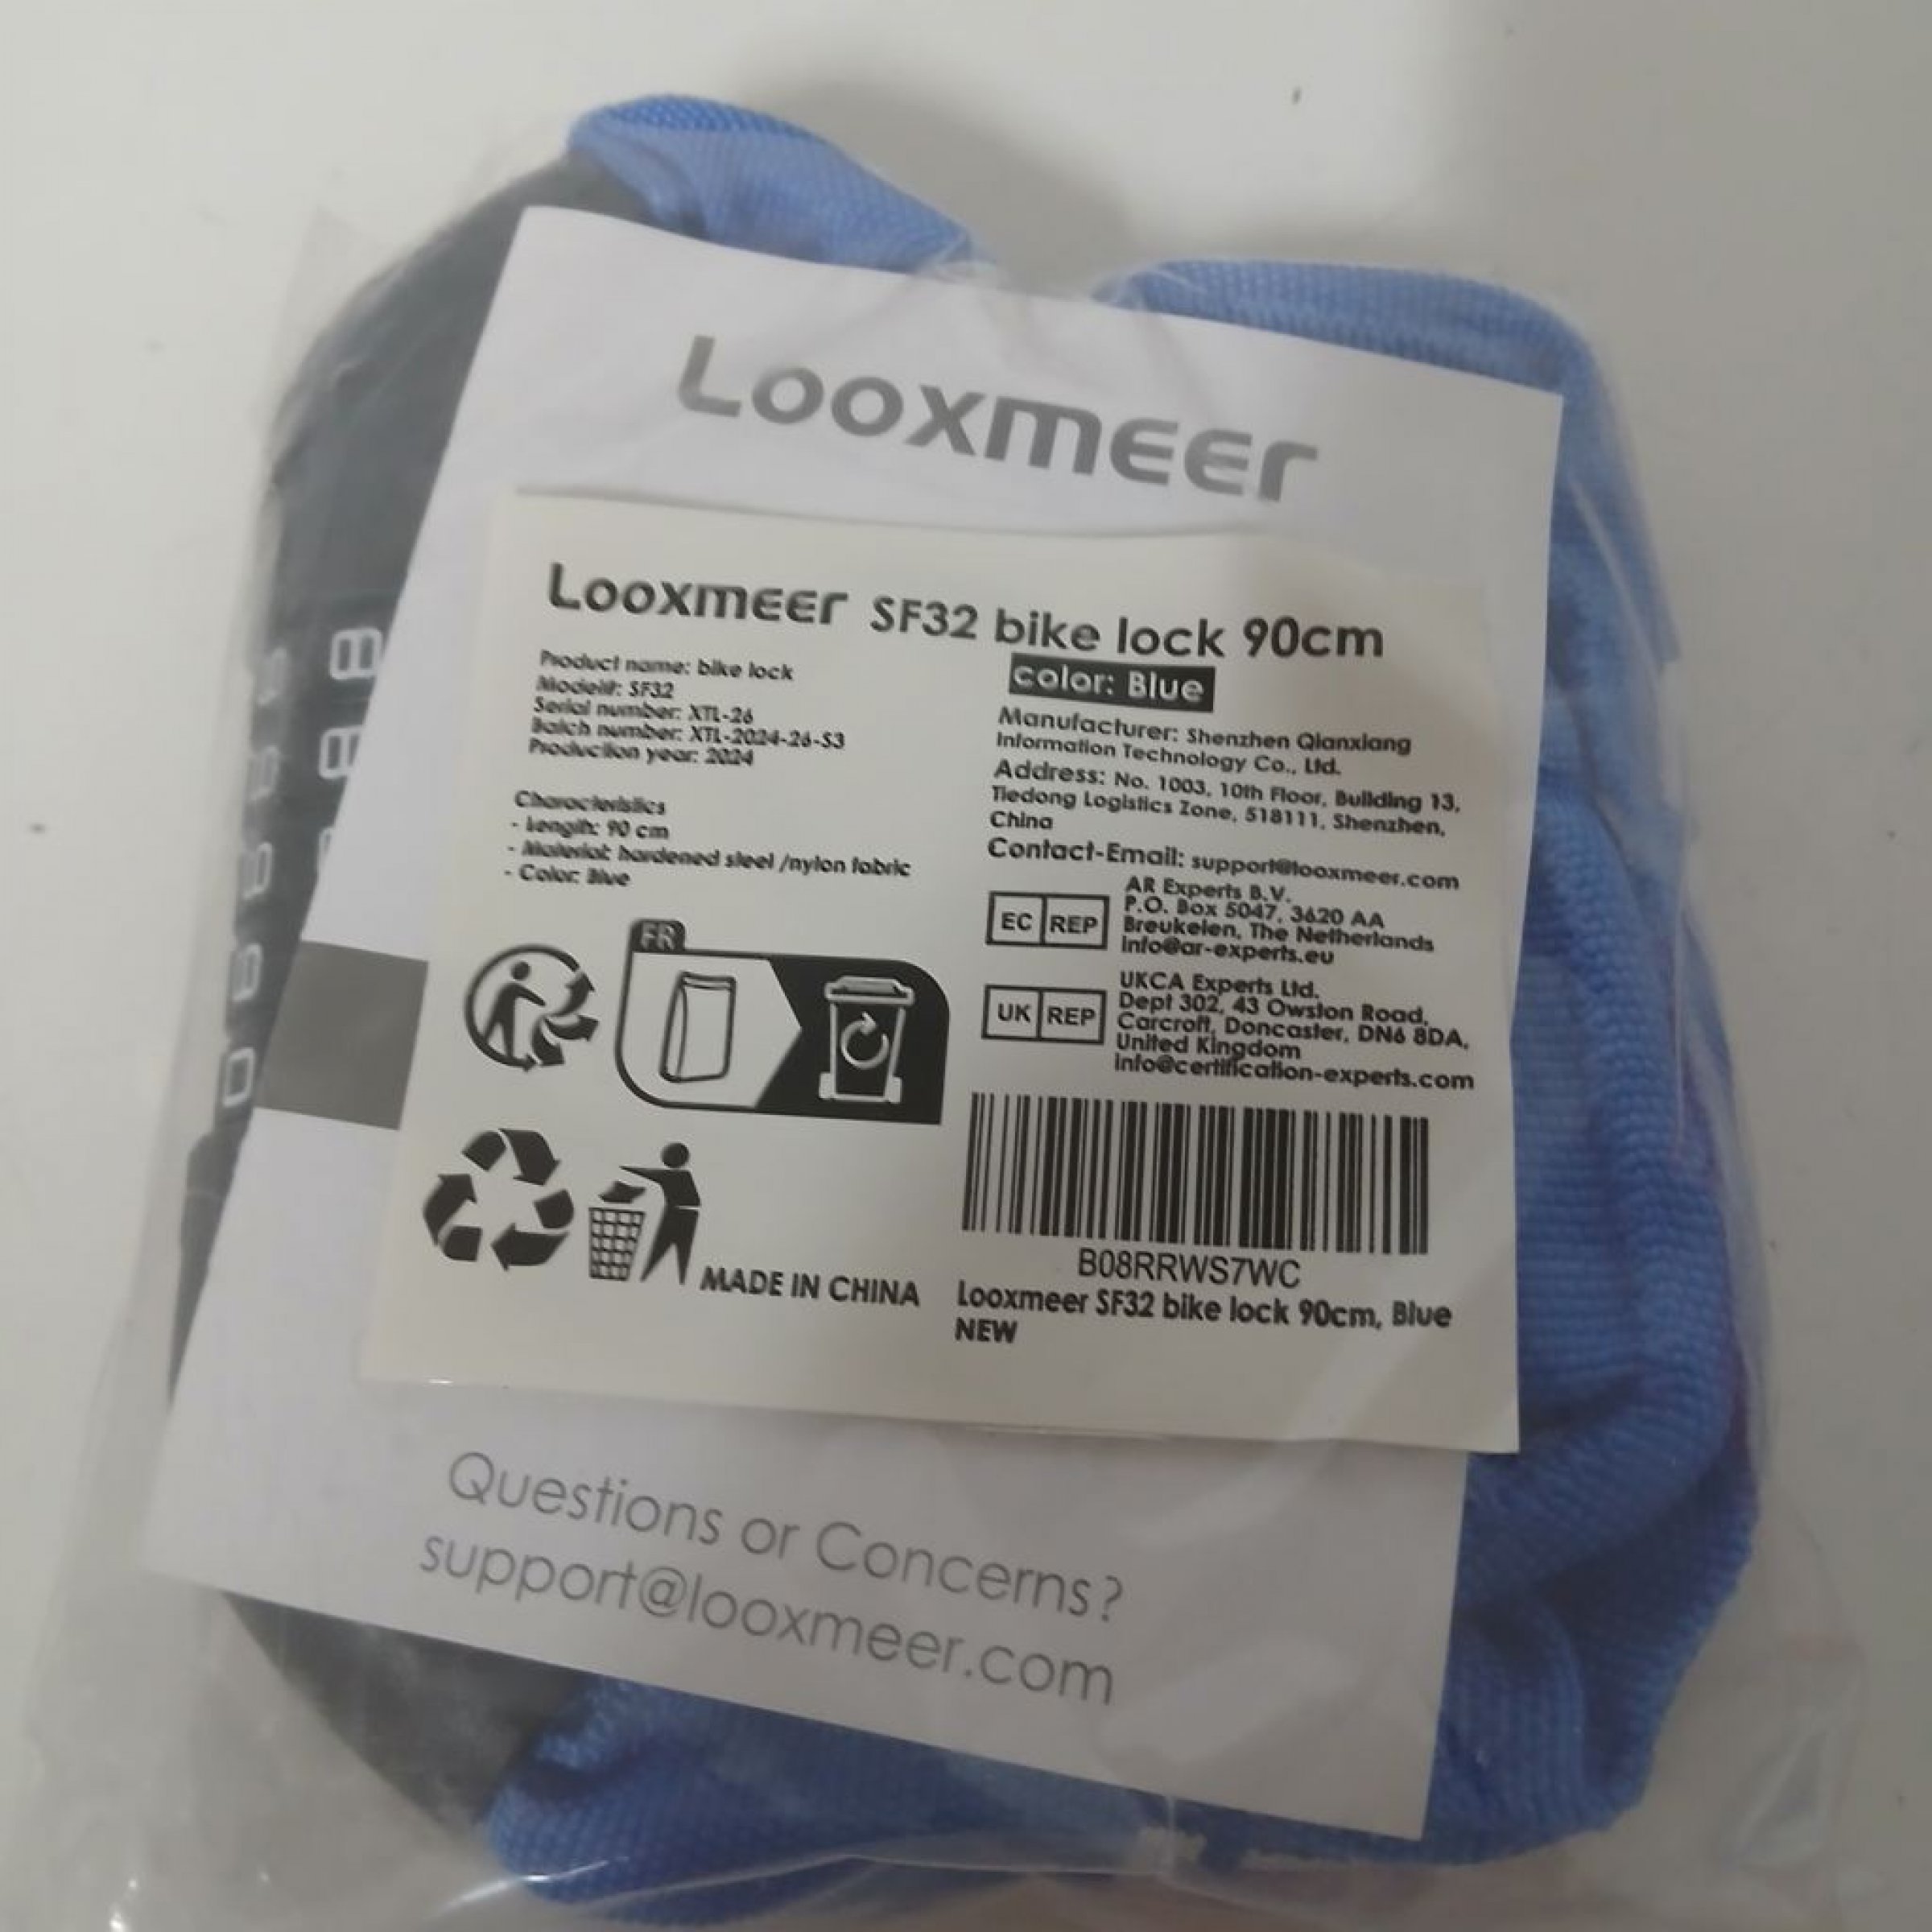 Looxmeer
Looxmeer SF32 bike lock 90cm
Product name: bike lock
Model#: SF32
Serial number: XTL-26
Batch number: XTL-2024-26-S3
Production year: 2024
Characteristics
- Length: 90 cm
- Material: hardened steel /nylon fabric
- Color: Blue
color: Blue
Manufacturer: Shenzhen Qianxiang
Information Technology Co., Ltd.
Address: No. 1003, 10th Floor, Building 13,
Tiedong Logistics Zone, 518111, Shenzhen,
China
Contact-Email: support@looxmeer.com
EC REP
AR Experts B.V.
P.O. Box 5047, 3620 AA
Breukelen, The Netherlands
info@ar-experts.eu
UK REP
UKCA Experts Ltd.
Dept 302, 43 Owston Road,
Carcroft, Doncaster, DN6 8DA,
United Kingdom
info@certification-experts.com
FR
MADE IN CHINA
B08RRWS7WC
Looxmeer SF32 bike lock 90cm, Blue
NEW
Questions or Concerns?
support@looxmeer.com